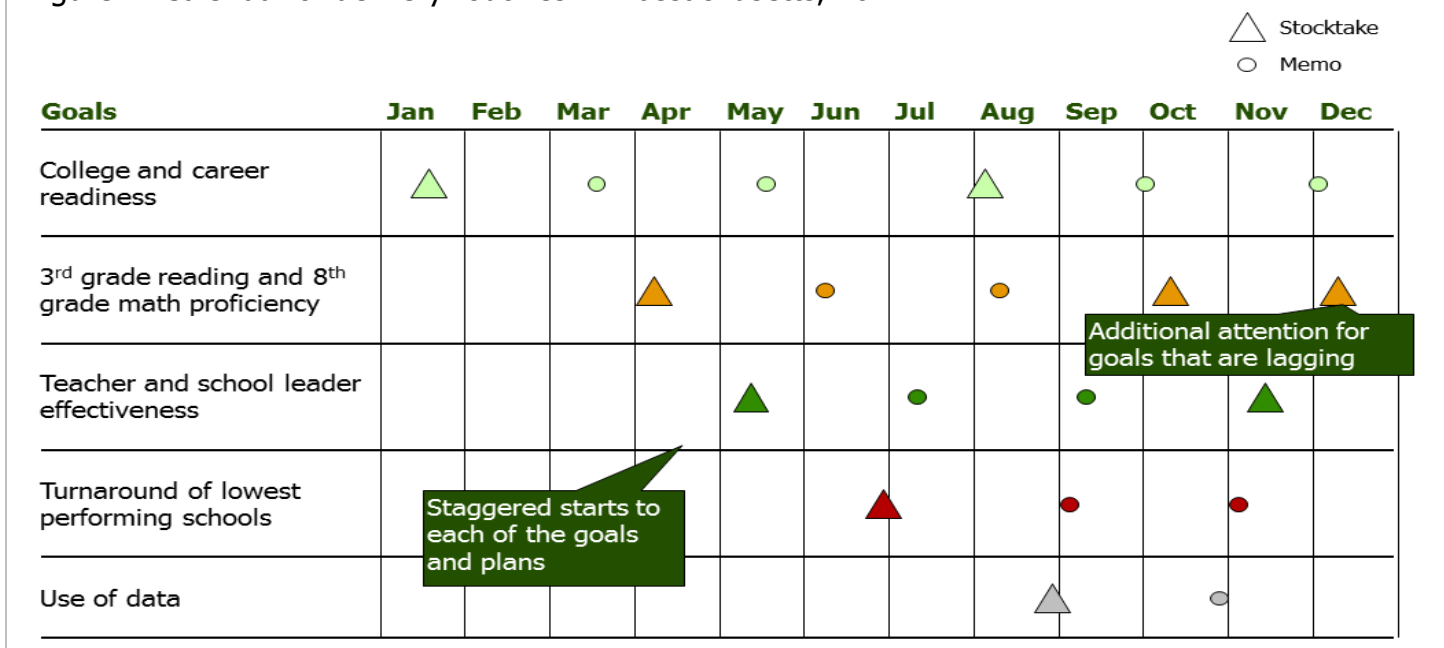 Stocktake
Memo
Goals Jan Feb Mar Apr May Jun Jul Aug Sep Oct Nov Dec
College and career
readiness
3rd grade reading and 8th
grade math proficiency
Additional attention for
goals that are lagging
Teacher and school leader
effectiveness
Turnaround of lowest
performing schools
Staggered starts to
each of the goals
and plans
Use of data